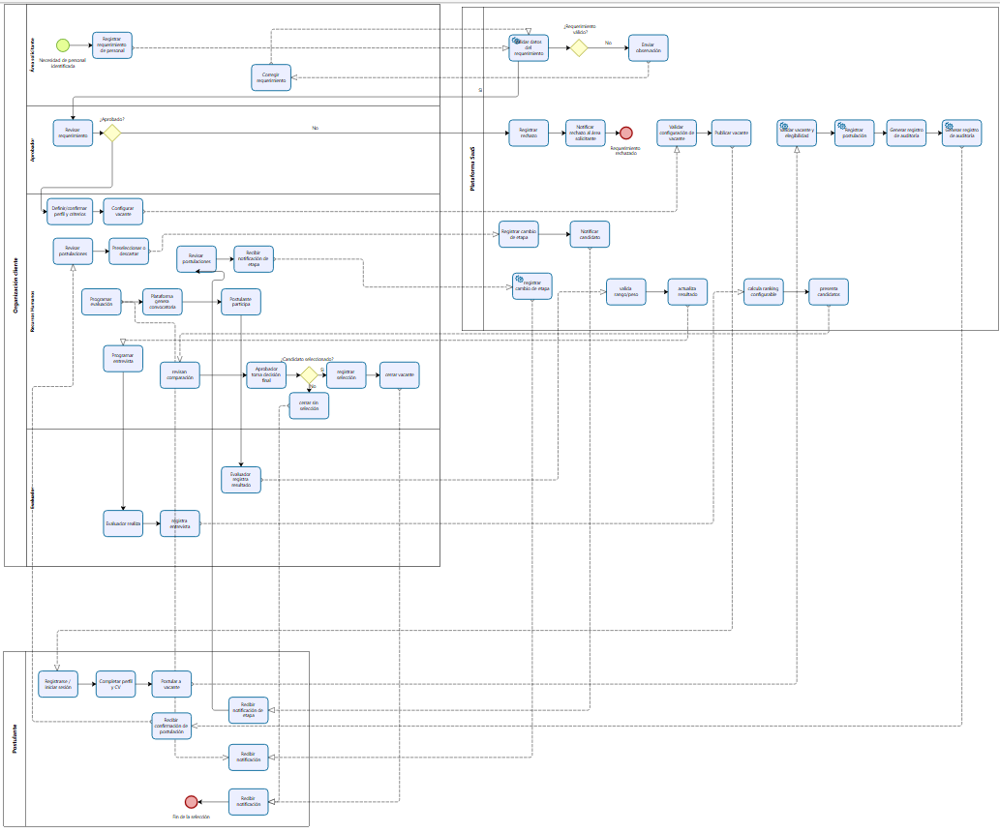 Organización cliente
Área solicitante
Necesidad de personal
identificada
Registrar
requerimiento
de personal
Corregir
requerimiento
Aprobador
Revisar
requerimiento
¿Aprobado?
No
Si
Recursos Humanos
Definir/confirmar
perfil y criterios
Configurar
vacante
Revisar
postulaciones
Preseleccionar o
descartar
Revisar
postulaciones
Recibir
notificación de
etapa
Programar
evaluación
Plataforma
genera
convocatoria
Postulante
participa
Programar
entrevista
revisan
comparación
Aprobador
toma decisión
final
¿Candidato seleccionado?
Si
No
registrar
selección
cerrar vacante
cerrar sin
selección
Evaluador
registra
resultado
Evaluador realiza
registra
entrevista
Plataforma SaaS
Validar datos
del
requerimiento
¿Requerimiento
válido?
No
Enviar
observación
Registrar
rechazo
Notificar
rechazo al área
solicitante
Requerimiento
rechazado
Validar
configuración de
vacante
Publicar vacante
Validar vacante y
elegibilidad
Registrar
postulación
Generar registro
de auditoría
Generar registro
de auditoría
Registrar cambio
de etapa
Notificar
candidato
registrar
cambio de etapa
valida
rango/peso
actualiza
resultado
calcula ranking
configurable
presenta
candidatos
Postulante
Registrarse /
iniciar sesión
Completar perfil
y CV
Postular a
vacante
Recibir
confirmación de
postulación
Recibir
notificación de
etapa
Recibir
notificación
Recibir
notificación
Fin de la selección